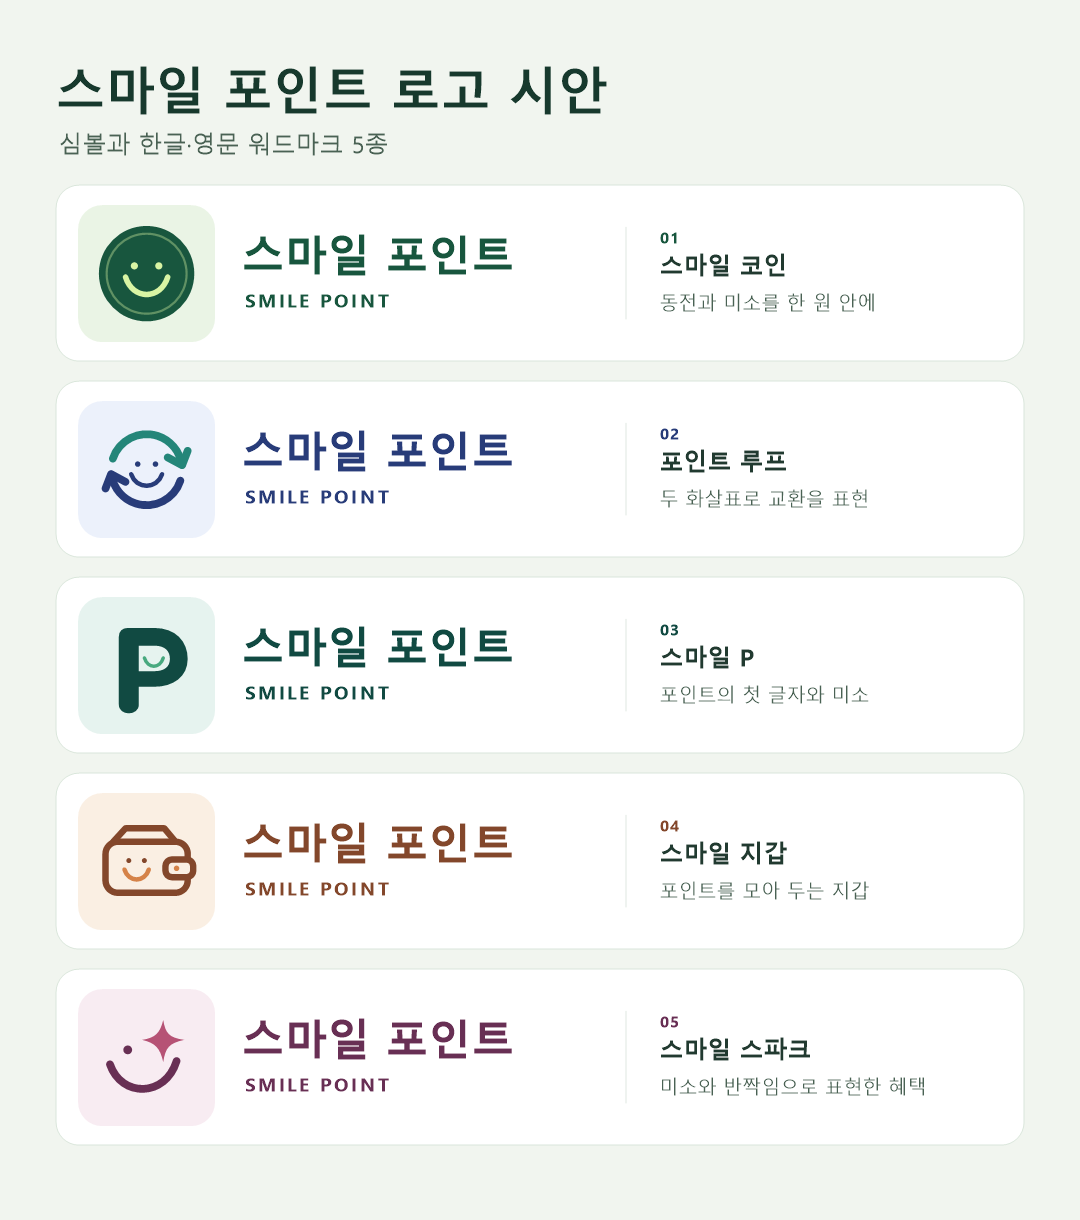 스마일 포인트 로고 시안
심볼과 한글·영문 워드마크 5종
스마일 포인트
SMILE POINT
01
스마일 코인
동전과 미소를 한 원 안에
스마일 포인트
SMILE POINT
02
포인트 루프
두 화살표로 교환을 표현
P
스마일 포인트
SMILE POINT
03
스마일 P
포인트의 첫 글자와 미소
스마일 포인트
SMILE POINT
04
스마일 지갑
포인트를 모아 두는 지갑
스마일 포인트
SMILE POINT
05
스마일 스파크
미소와 반짝임으로 표현한 혜택